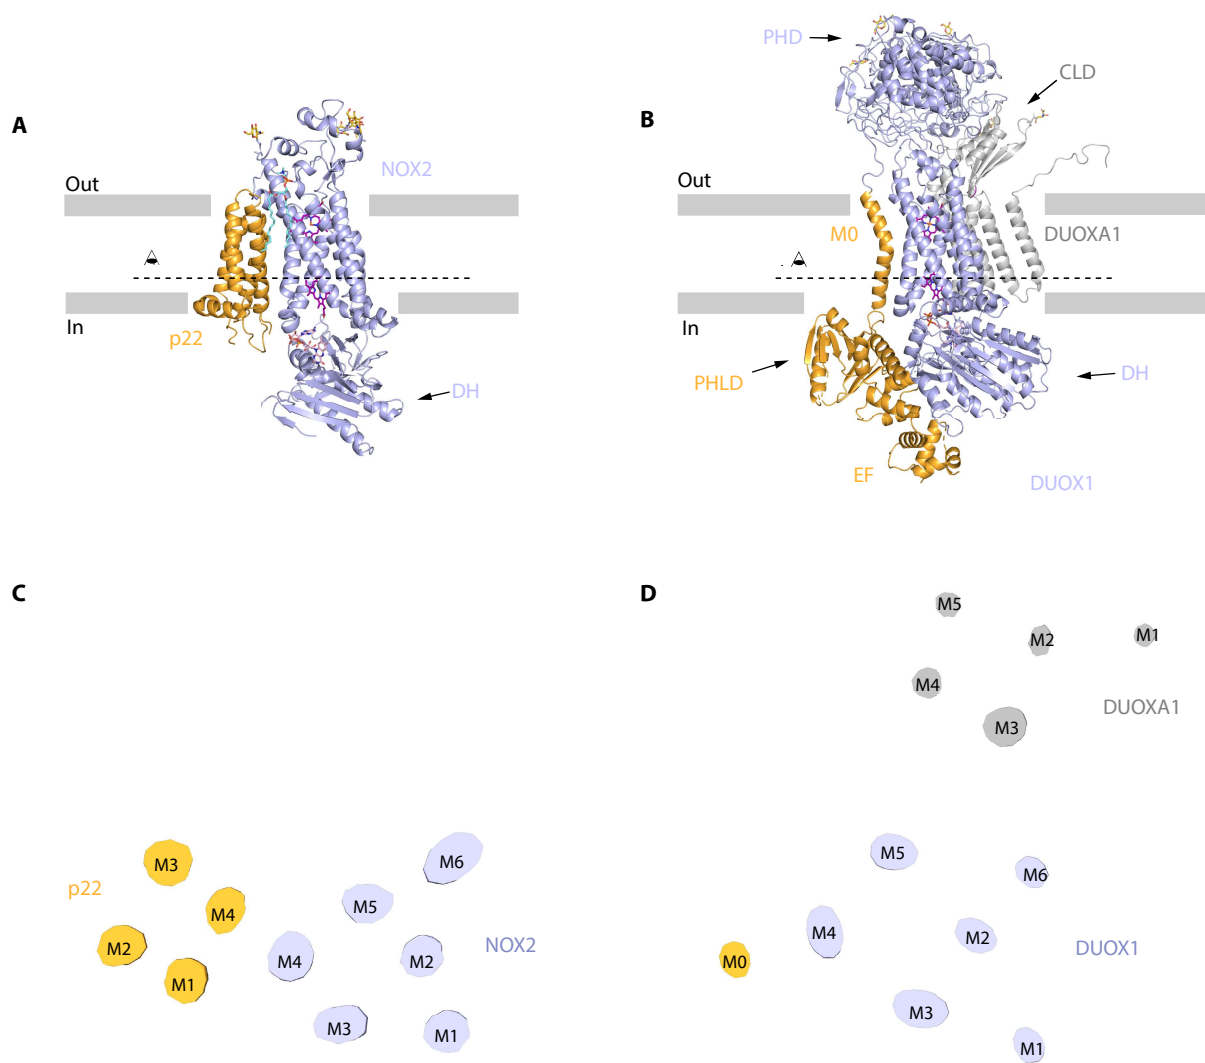 A
Out
NOX2
In
p22
DH
B
PHD
CLD
Out
M0
DUOXA1
In
PHLD
DH
EF
DUOX1
C
M3
M6
p22
M4
M5
M2
M4
M2
NOX2
M1
M3
M1
D
M5
M2
M1
M4
DUOXA1
M3
M5
M6
M4
M2
DUOX1
M0
M3
M1